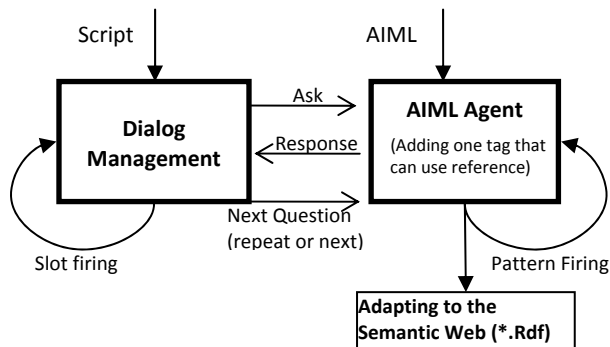 Script
AIML
Dialog
Management
Ask
Response
Next Question
(repeat or next)
AIML Agent
(Adding one tag that
can use reference)
Slot firing
Pattern Firing
Adapting to the
Semantic Web (*.Rdf)